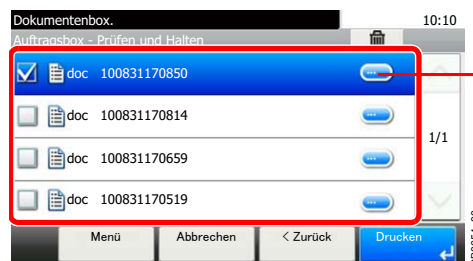 Dokumentenbox. 10:10
Auftragsbox - Prüfen und Halten
doc 100831170850
doc 100831170814
1/1
doc 100831170659
doc 100831170519
Menü Abbrechen < Zurück Drucken